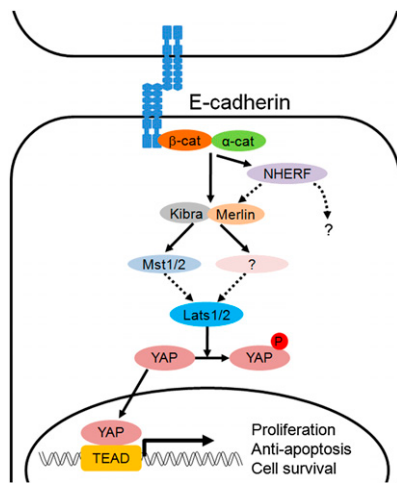 E-cadherin
β-cat
α-cat
NHERF
Kibra
Merlin
?
Mst1/2
?
Lats1/2
P
YAP
YAP
YAP
TEAD
Proliferation
Anti-apoptosis
Cell survival